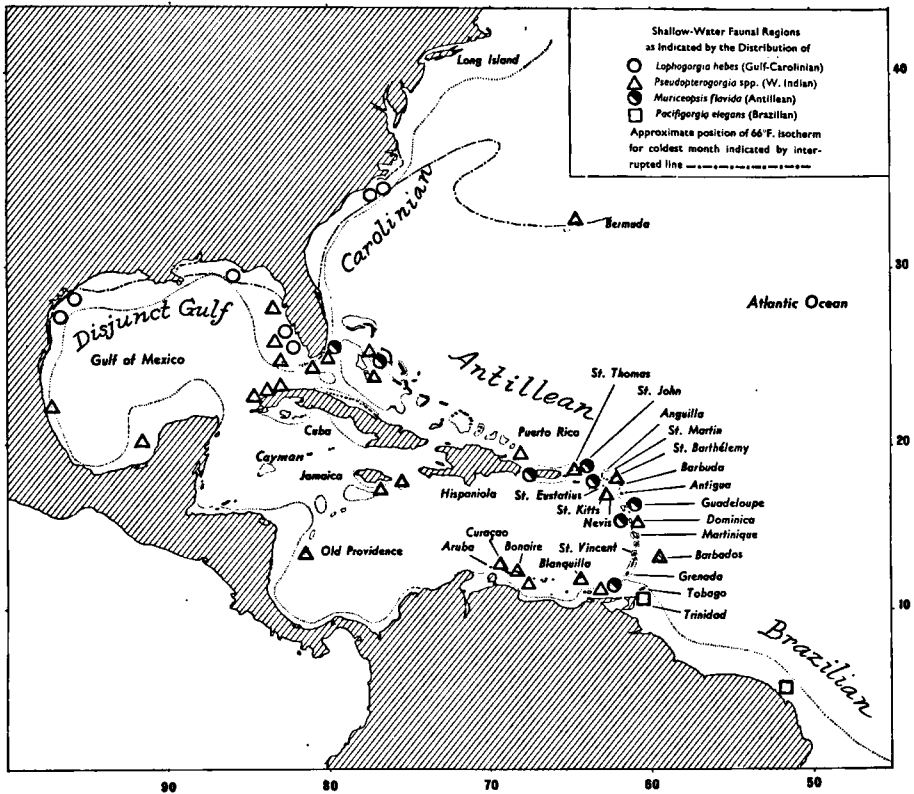 Shallow-Water Faunal Regions
as Indicated by the Distribution of
Lophogorgia hebes (Gulf-Carolinian)
Pseudopterogorgia spp. (W. Indian)
Muriceopsis flavida (Antillean)
Pacifigorgia elegans (Brazilian)
Approximate position of 66°F. isotherm
for coldest month indicated by inter-
rupted line
Long Island
40
Carolinian
Bermuda
30
Disjunct Gulf
Gulf of Mexico
Atlantic Ocean
Antillean
St. Thomas
St. John
Anguilla
St. Martin
St. Barthélemy
Barbuda
Antigua
Guadeloupe
Dominica
Martinique
Barbados
Grenada
Tobago
Trinidad
Puerto Rico
20
Cuba
Cayman
Jamaica
Hispaniola
St. Eustatius
St. Kitts
Nevis
Old Providence
Curaçao
Aruba
Bonaire
St. Vincent
Blanquilla
10
Brazilian
90
80
70
60
50